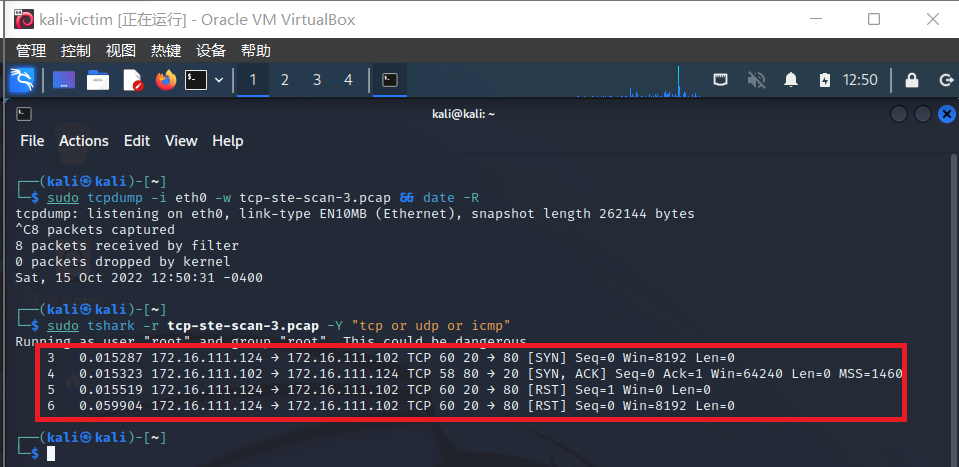 kali-victim [正在运行] - Oracle VM VirtualBox
管理 控制 视图 热键 设备 帮助
1 2 3 4 12:50
kali@kali: ~
File Actions Edit View Help
┌──(kali㉿kali)-[~]
└─$ sudo tcpdump -i eth0 -w tcp-ste-scan-3.pcap && date -R
tcpdump: listening on eth0, link-type EN10MB (Ethernet), snapshot length 262144 bytes
^C8 packets captured
8 packets received by filter
0 packets dropped by kernel
Sat, 15 Oct 2022 12:50:31 -0400
┌──(kali㉿kali)-[~]
└─$ sudo tshark -r tcp-ste-scan-3.pcap -Y "tcp or udp or icmp"
Running as user "root" and group "root". This could be dangerous.
3 0.015287 172.16.111.124 → 172.16.111.102 TCP 60 20 → 80 [SYN] Seq=0 Win=8192 Len=0
4 0.015323 172.16.111.102 → 172.16.111.124 TCP 58 80 → 20 [SYN, ACK] Seq=0 Ack=1 Win=64240 Len=0 MSS=1460
5 0.015519 172.16.111.124 → 172.16.111.102 TCP 60 20 → 80 [RST] Seq=1 Win=0 Len=0
6 0.059904 172.16.111.124 → 172.16.111.102 TCP 60 20 → 80 [RST] Seq=0 Win=8192 Len=0
┌──(kali㉿kali)-[~]
└─$